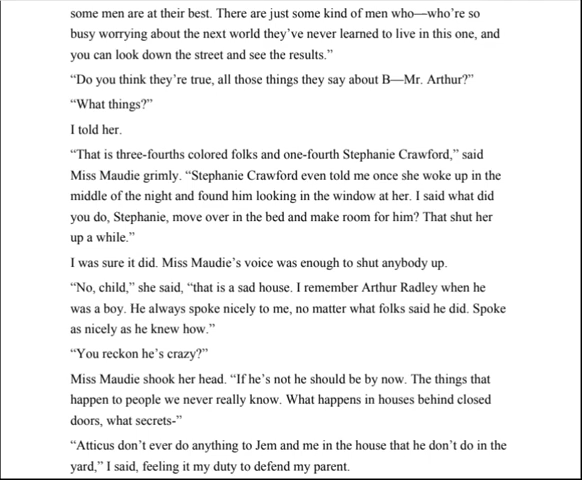 some men are at their best. There are just some kind of men who—who’re so
busy worrying about the next world they’ve never learned to live in this one, and
you can look down the street and see the results.”
“Do you think they’re true, all those things they say about B—Mr. Arthur?”
“What things?”
I told her.
“That is three-fourths colored folks and one-fourth Stephanie Crawford,” said
Miss Maudie grimly. “Stephanie Crawford even told me once she woke up in the
middle of the night and found him looking in the window at her. I said what did
you do, Stephanie, move over in the bed and make room for him? That shut her
up a while.”
I was sure it did. Miss Maudie’s voice was enough to shut anybody up.
“No, child,” she said, “that is a sad house. I remember Arthur Radley when he
was a boy. He always spoke nicely to me, no matter what folks said he did. Spoke
as nicely as he knew how.”
“You reckon he’s crazy?”
Miss Maudie shook her head. “If he’s not he should be by now. The things that
happen to people we never really know. What happens in houses behind closed
doors, what secrets-”
“Atticus don’t ever do anything to Jem and me in the house that he don’t do in the
yard,” I said, feeling it my duty to defend my parent.